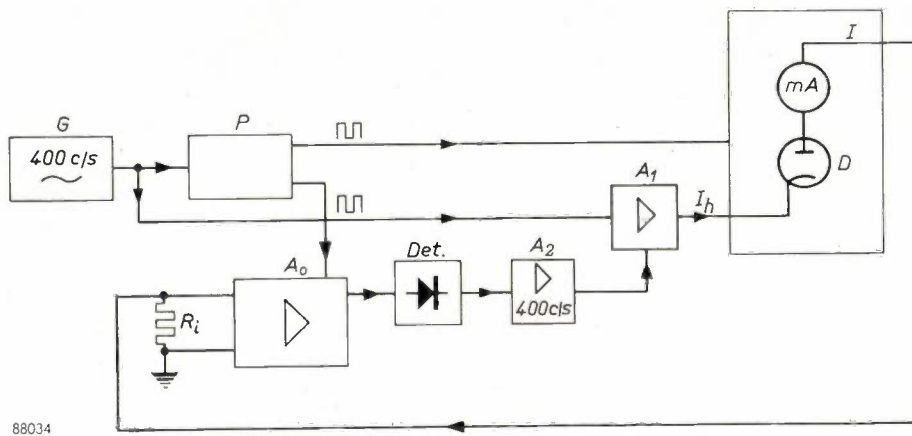 G
400 c/s
P
I
mA
D
A₁
Iₕ
A₀
Det.
A₂
400c/s
Rᵢ
88034